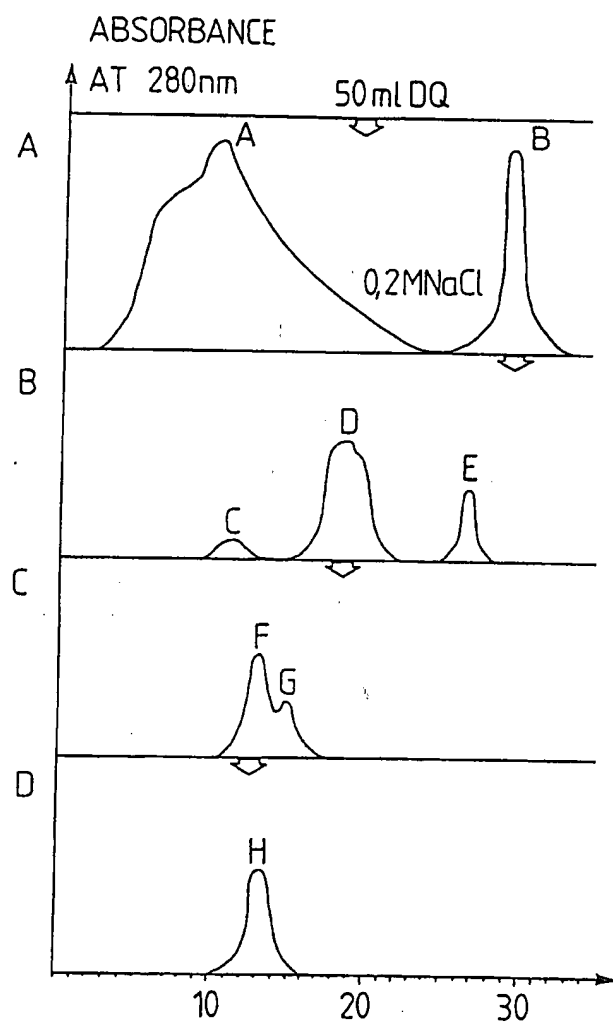 ABSORBANCE
AT 280nm
50ml DQ
A
A
B
0,2MNaCl
B
D
E
C
C
F
G
D
H
10
20
30